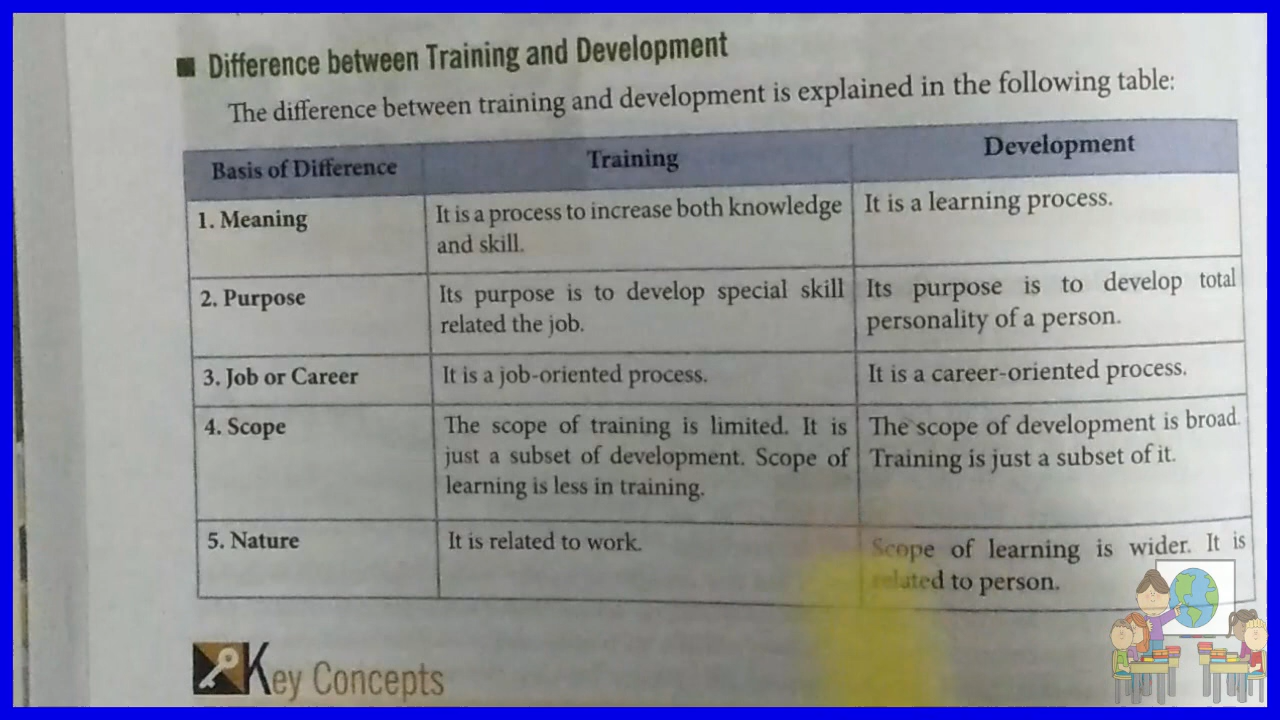 Difference between Training and Development
The difference between training and development is explained in the following table:
Basis of Difference Training Development
1. Meaning
It is a process to increase both knowledge
and skill.
It is a learning process.
2. Purpose
Its purpose is to develop special skill
related the job.
Its purpose is to develop total
personality of a person.
3. Job or Career
It is a job-oriented process.
It is a career-oriented process.
4. Scope
The scope of training is limited. It is
just a subset of development. Scope of
learning is less in training.
The scope of development is broad.
Training is just a subset of it.
5. Nature
It is related to work.
Scope of learning is wider. It is
related to person.
Key Concepts